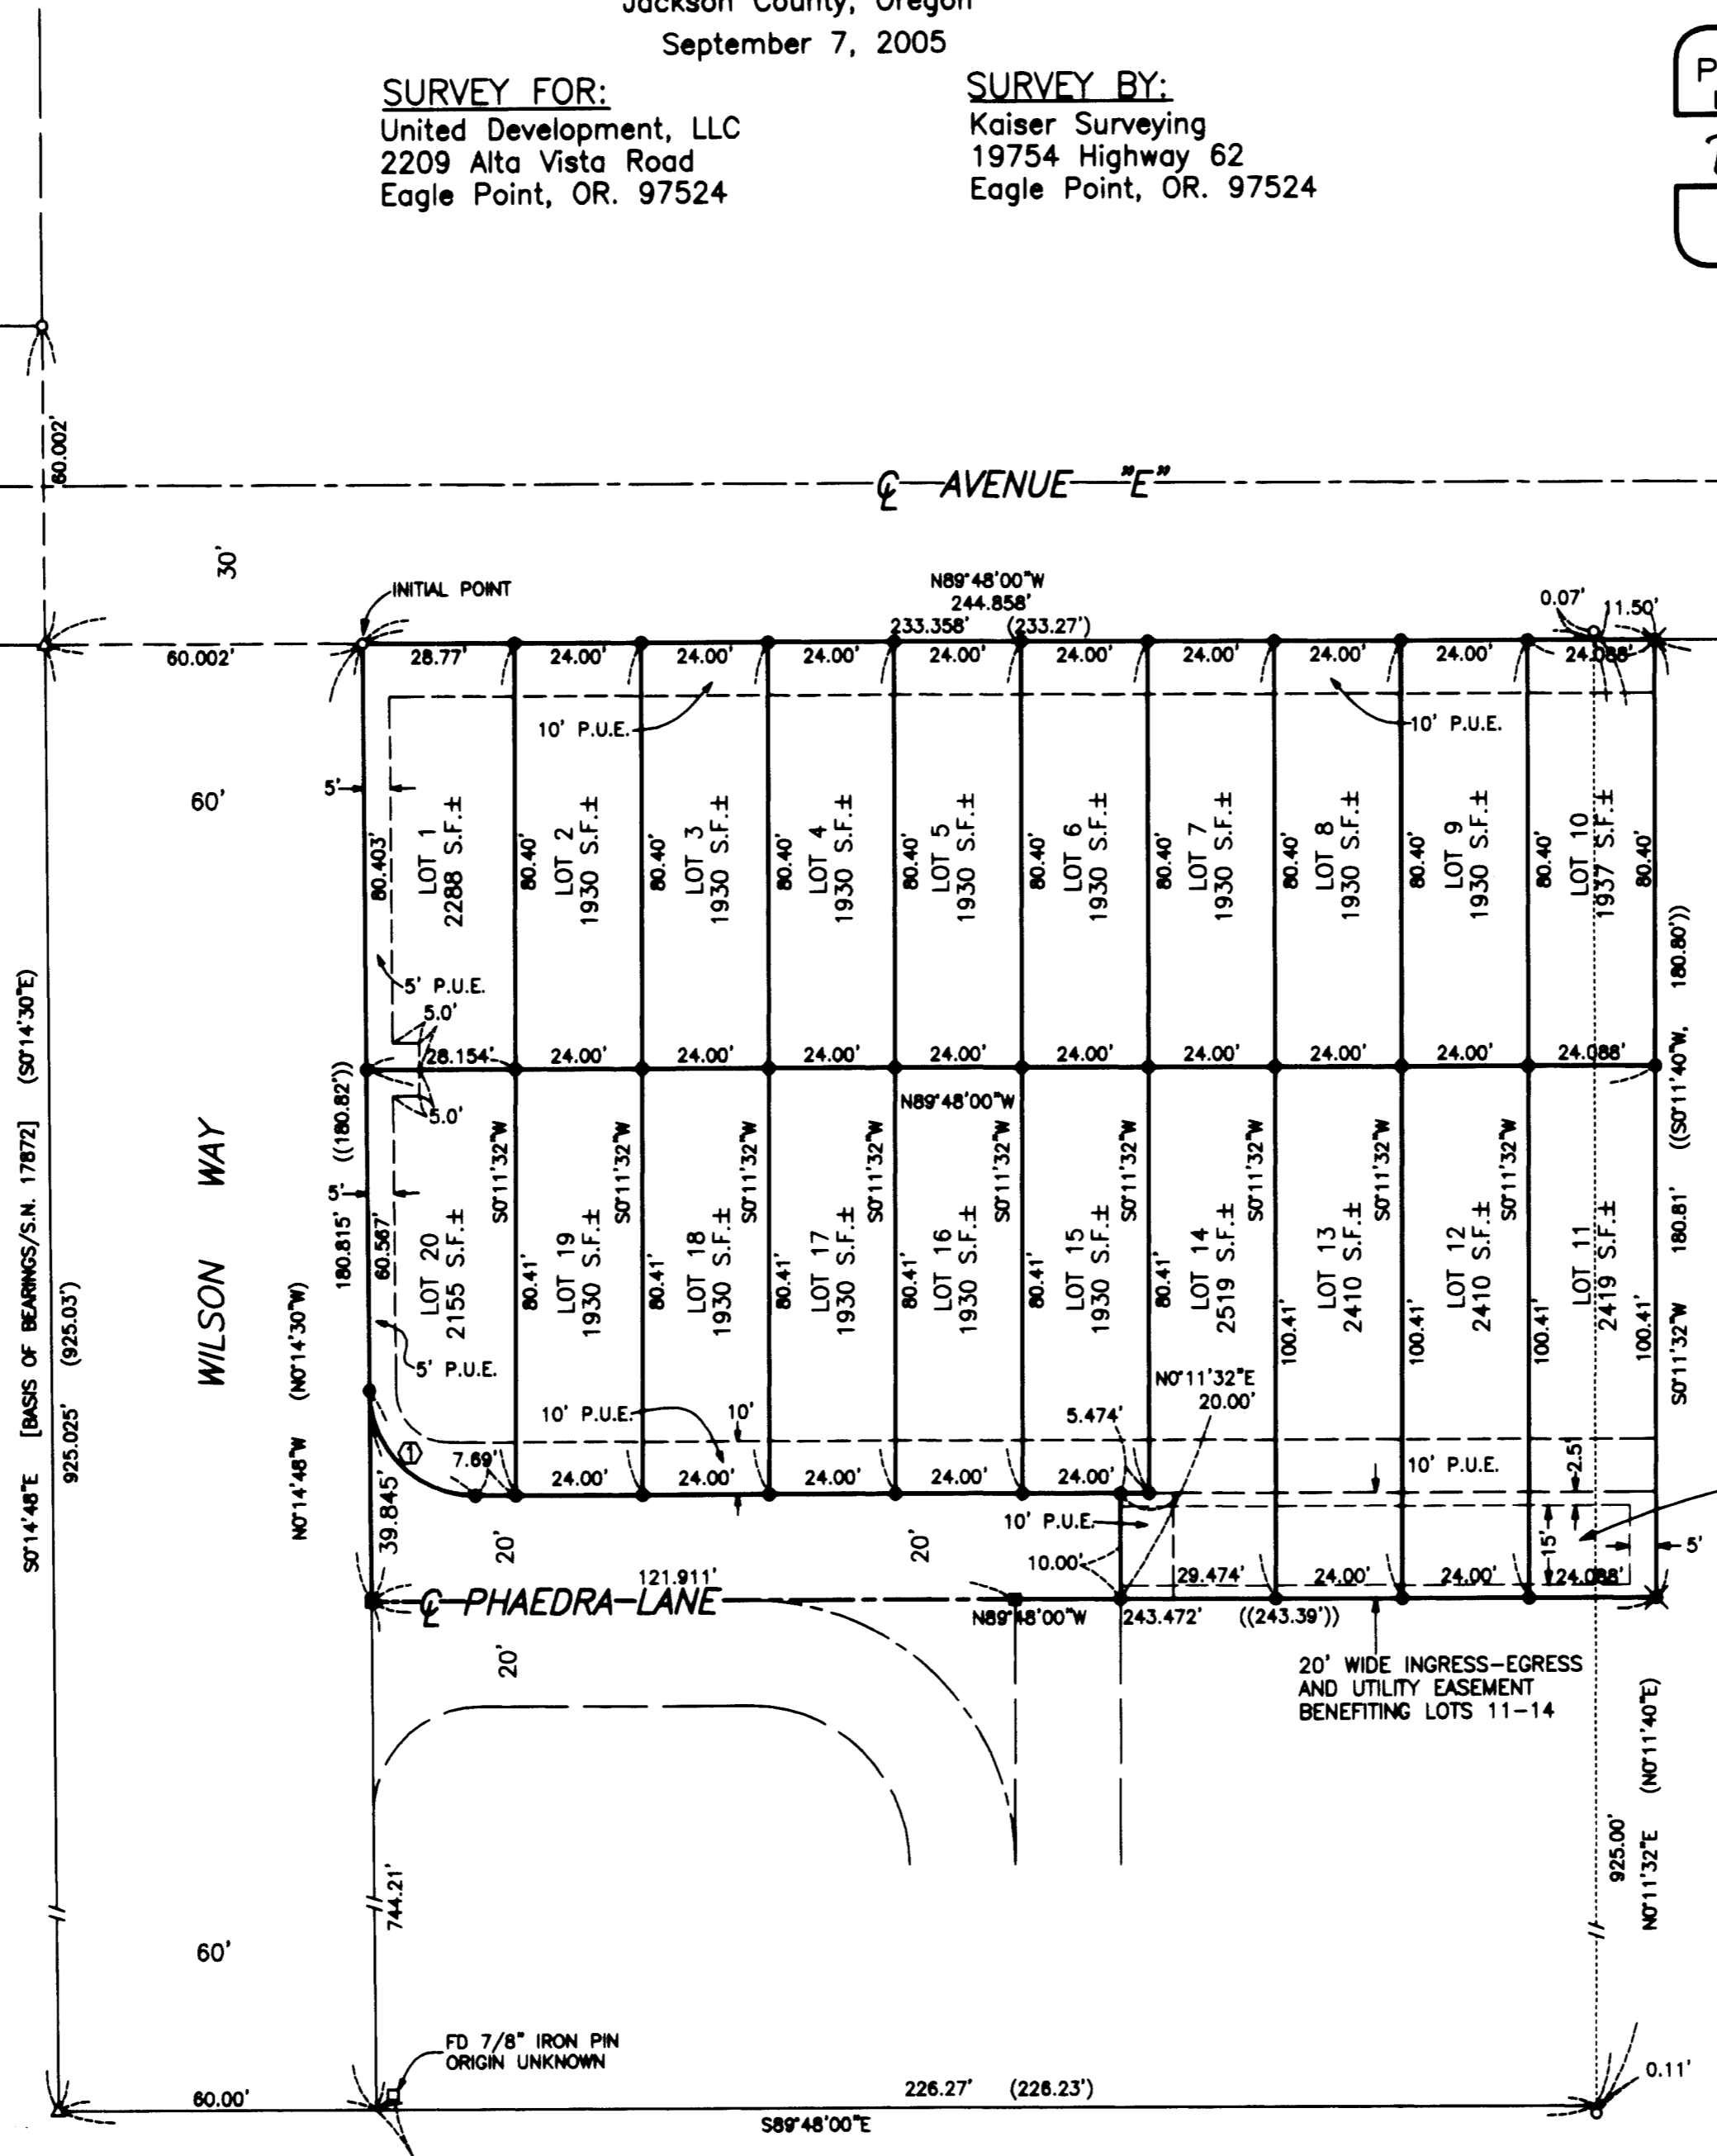 Jackson County, Oregon
September 7, 2005
SURVEY FOR:
United Development, LLC
2209 Alta Vista Road
Eagle Point, OR. 97524
SURVEY BY:
Kaiser Surveying
19754 Highway 62
Eagle Point, OR. 97524
60.002'
℄ AVENUE "E"
30'
INITIAL POINT
N89°48'00"W
244.858'
233.358' (233.27')
0.07'
11.50'
60.002'
28.77'
24.00'
24.00'
24.00'
24.00'
24.00'
24.00'
24.00'
24.00'
24.088'
10' P.U.E.
10' P.U.E.
60'
5'
80.403'
LOT 1
2288 S.F.±
80.40'
LOT 2
1930 S.F.±
80.40'
LOT 3
1930 S.F.±
80.40'
LOT 4
1930 S.F.±
80.40'
LOT 5
1930 S.F.±
80.40'
LOT 6
1930 S.F.±
80.40'
LOT 7
1930 S.F.±
80.40'
LOT 8
1930 S.F.±
80.40'
LOT 9
1930 S.F.±
80.40'
LOT 10
1937 S.F.±
80.40'
5' P.U.E.
5.0'
28.154'
24.00'
24.00'
24.00'
24.00'
24.00'
24.00'
24.00'
24.00'
24.088'
5.0'
N89°48'00"W
S0°14'48"E [BASIS OF BEARINGS/S.N. 17872] (S0°14'30"E)
925.025' (925.03')
WILSON WAY
N0°14'48"W (N0°14'30"W)
180.815' ((180.82'))
5'
60.567'
LOT 20
2155 S.F.±
S0°11'32"W
80.41'
LOT 19
1930 S.F.±
S0°11'32"W
80.41'
LOT 18
1930 S.F.±
80.41'
LOT 17
1930 S.F.±
S0°11'32"W
80.41'
LOT 16
1930 S.F.±
S0°11'32"W
80.41'
LOT 15
1930 S.F.±
S0°11'32"W
80.41'
LOT 14
2519 S.F.±
S0°11'32"W
100.41'
LOT 13
2410 S.F.±
S0°11'32"W
100.41'
LOT 12
2410 S.F.±
S0°11'32"W
100.41'
LOT 11
2419 S.F.±
100.41'
S0°11'32"W 180.81' ((S0°11'40"W, 180.80'))
5' P.U.E.
10' P.U.E.
10'
N0°11'32"E
20.00'
5.474'
1
7.69'
24.00'
24.00'
24.00'
24.00'
24.00'
10' P.U.E.
2.5'
39.845'
20'
20'
10' P.U.E.
10.00'
15'
5'
29.474'
24.00'
24.00'
24.088'
121.911'
℄ PHAEDRA LANE
N89°48'00"W
243.472' ((243.39'))
20'
20' WIDE INGRESS-EGRESS
AND UTILITY EASEMENT
BENEFITING LOTS 11-14
744.21'
925.00'
N0°11'32"E (N0°11'40"E)
60'
FD 7/8" IRON PIN
ORIGIN UNKNOWN
60.00'
226.27' (226.23')
0.11'
S89°48'00"E